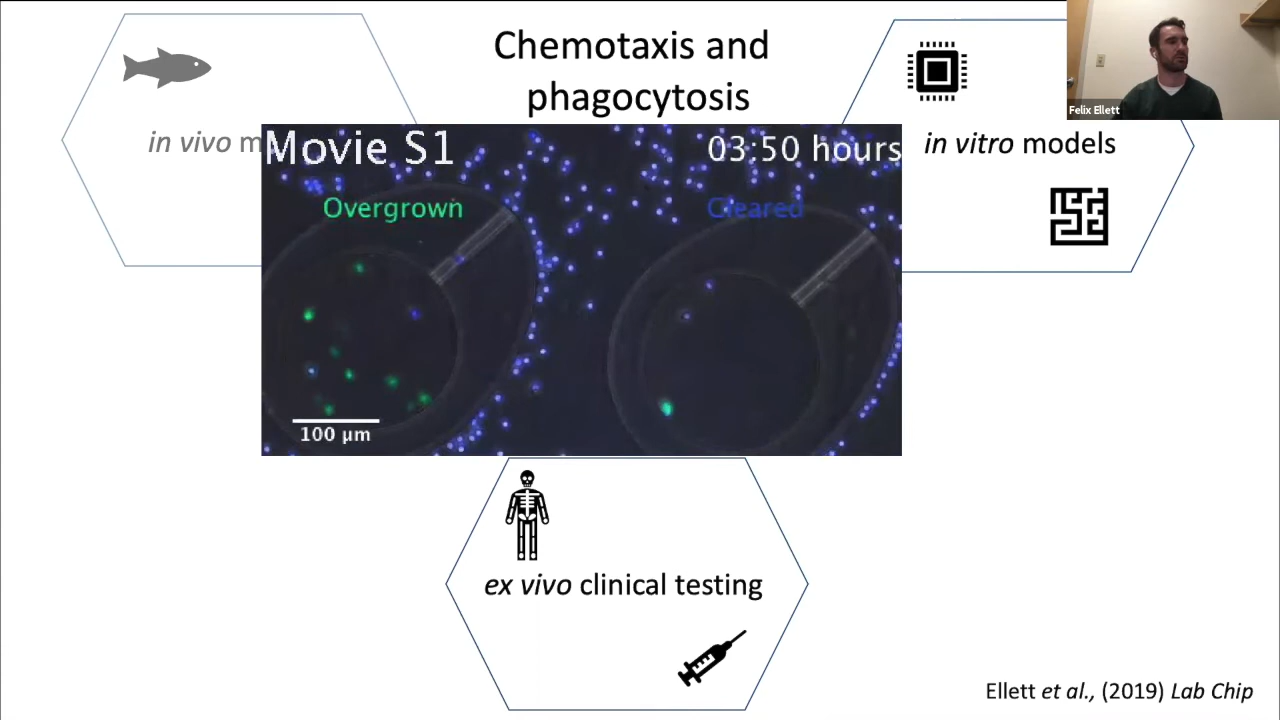 Chemotaxis and
phagocytosis
Felix Ellett
in vivo m
in vitro models
Movie S1
03:50 hours
Overgrown
Cleared
100 µm
ex vivo clinical testing
Ellett et al., (2019) Lab Chip